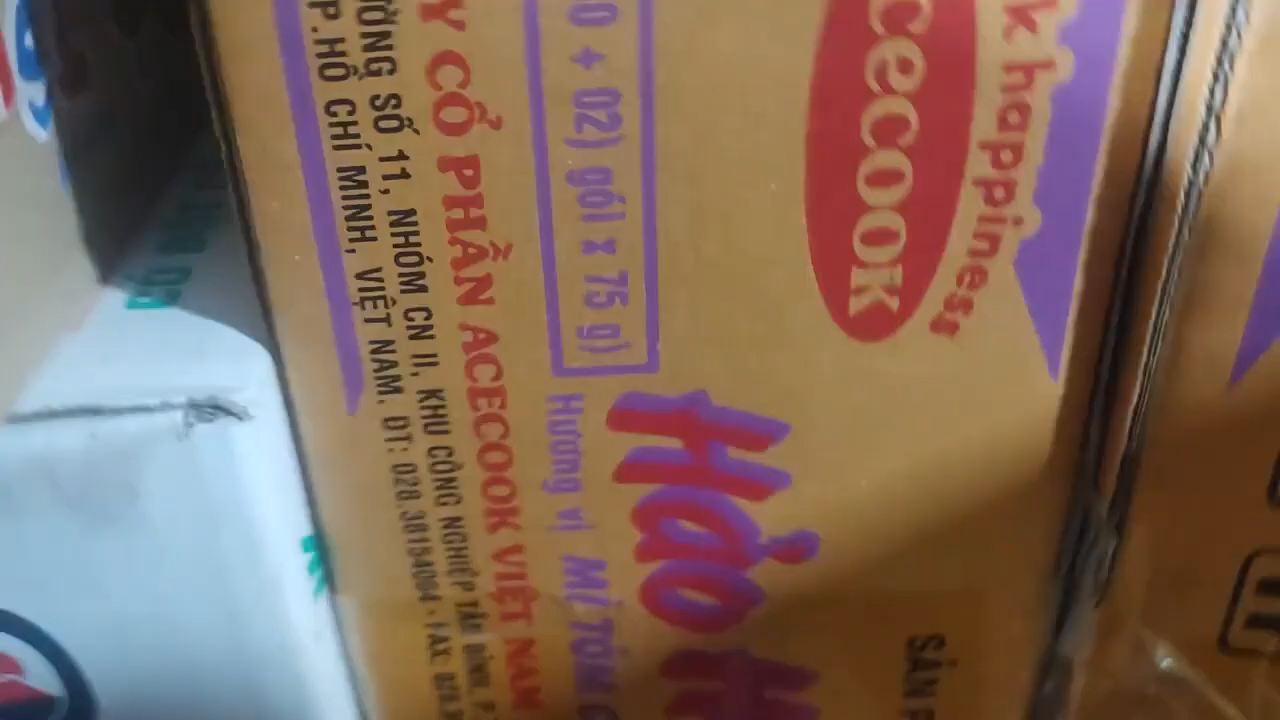 k happiness
cecook
Hảo H
0 + 02) gói x 75 g)
Hương vị MÌ TÔM
Y CỔ PHẦN ACECOOK VIỆT NAM
ƯỜNG SỐ 11, NHÓM CN II, KHU CÔNG NGHIỆP TÂN BÌNH, P.
P.HỒ CHÍ MINH, VIỆT NAM. ĐT: 028.38154064 - FAX:
SẢN